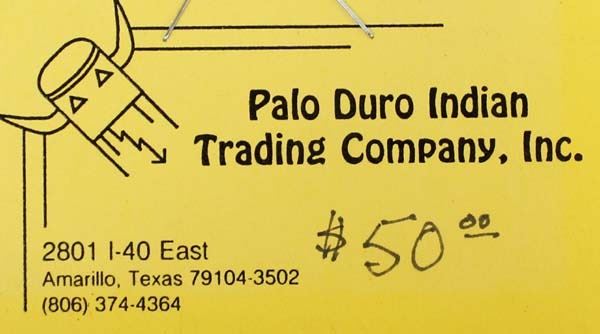 Palo Duro Indian
Trading Company, Inc.
$50.00
2801 I-40 East
Amarillo, Texas 79104-3502
(806) 374-4364